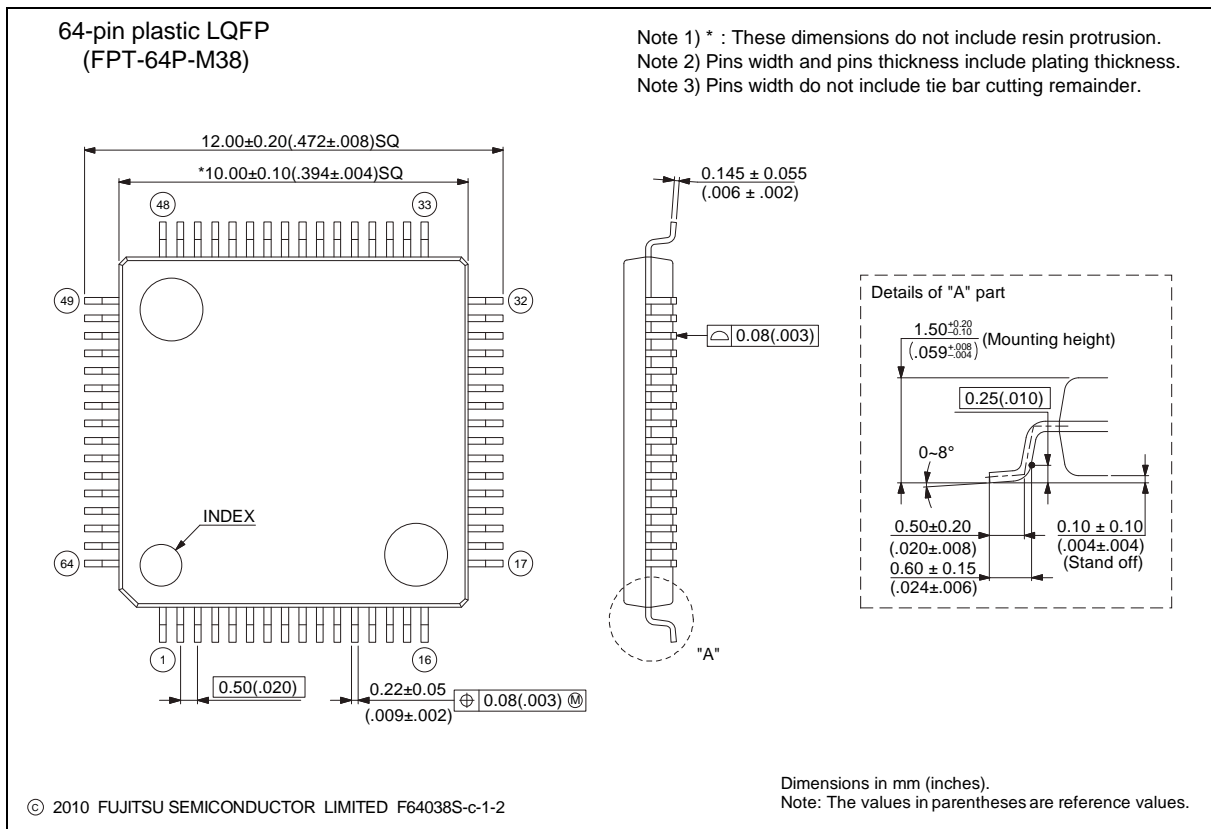 64-pin plastic LQFP
(FPT-64P-M38)
Note 1) * : These dimensions do not include resin protrusion.
Note 2) Pins width and pins thickness include plating thickness.
Note 3) Pins width do not include tie bar cutting remainder.
12.00±0.20(.472±.008)SQ
*10.00±0.10(.394±.004)SQ
48
33
49
32
INDEX
64
17
1
16
0.50(.020)
0.22±0.05
(.009±.002)
⌖ 0.08(.003) Ⓜ
0.145 ± 0.055
(.006 ± .002)
⌓ 0.08(.003)
"A"
Details of "A" part
1.50 +0.20 −0.10
(.059 +.008 −.004)
(Mounting height)
0.25(.010)
0~8°
0.50±0.20
(.020±.008)
0.60 ± 0.15
(.024±.006)
0.10 ± 0.10
(.004±.004)
(Stand off)
© 2010 FUJITSU SEMICONDUCTOR LIMITED F64038S-c-1-2
Dimensions in mm (inches).
Note: The values in parentheses are reference values.